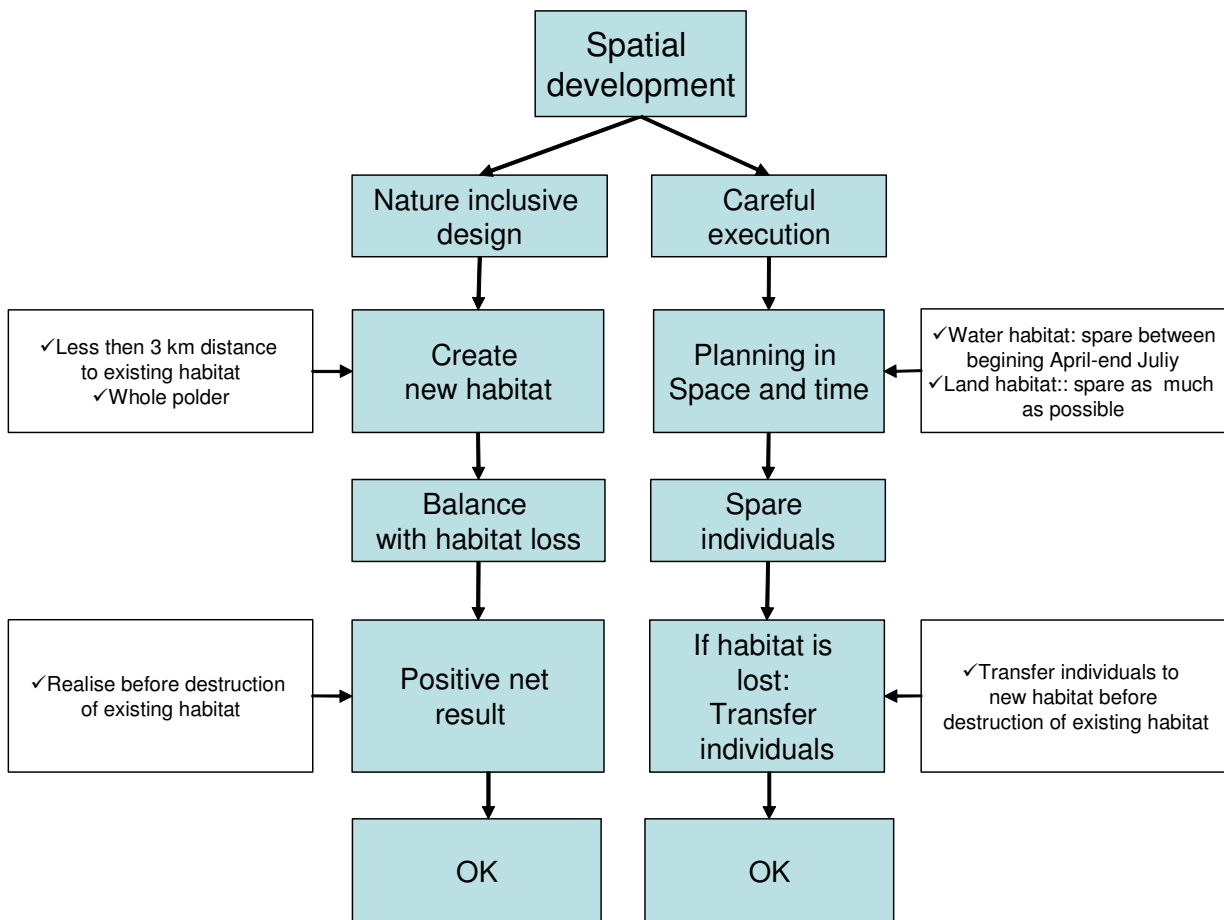 Spatial
development
Nature inclusive
design
Careful
execution
✓Less then 3 km distance
to existing habitat
✓Whole polder
Create
new habitat
Planning in
Space and time
✓Water habitat: spare between
begining April-end Juliy
✓Land habitat:: spare as much
as possible
Balance
with habitat loss
Spare
individuals
✓Realise before destruction
of existing habitat
Positive net
result
If habitat is
lost:
Transfer
individuals
✓Transfer individuals to
new habitat before
destruction of existing habitat
OK
OK